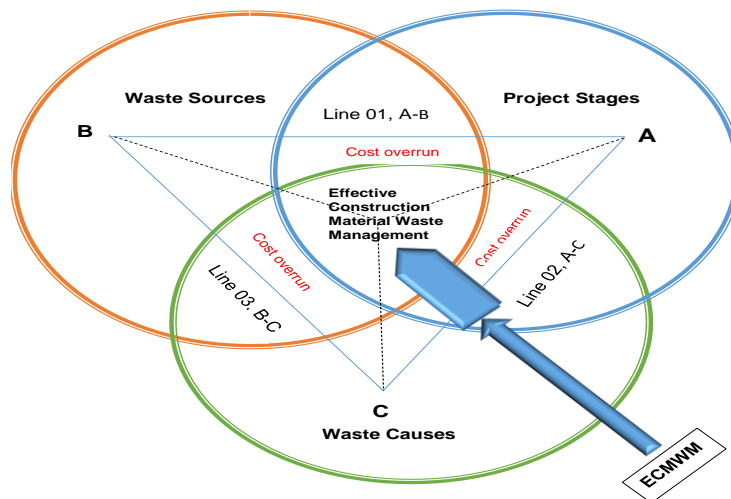 Waste Sources
Project Stages
Line 01, A-B
B
A
Cost overrun
Effective
Construction
Material Waste
Management
Cost overrun
Cost overrun
Line 03, B-C
Line 02, A-C
C
Waste Causes
ECMWM